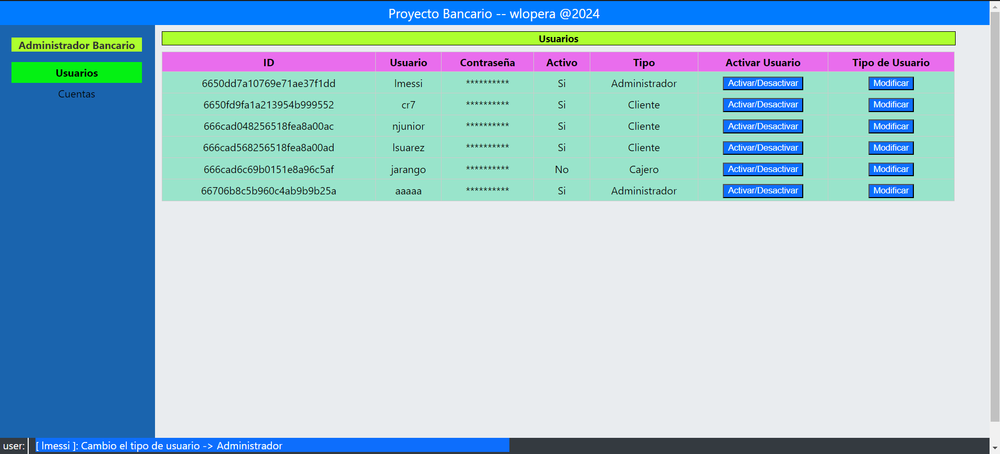 Proyecto Bancario -- wlopera @2024
Administrador Bancario
Usuarios
Cuentas
Usuarios
ID Usuario Contraseña Activo Tipo Activar Usuario Tipo de Usuario
6650dd7a10769e71ae37f1dd lmessi ********** Si Administrador Activar/Desactivar Modificar
6650fd9fa1a213954b999552 cr7 ********** Si Cliente Activar/Desactivar Modificar
666cad048256518fea8a00ac njunior ********** Si Cliente Activar/Desactivar Modificar
666cad568256518fea8a00ad lsuarez ********** Si Cliente Activar/Desactivar Modificar
666cad6c69b0151e8a96c5af jarango ********** No Cajero Activar/Desactivar Modificar
66706b8c5b960c4ab9b9b25a aaaaa ********** Si Administrador Activar/Desactivar Modificar
user: [ lmessi ]: Cambio el tipo de usuario -> Administrador